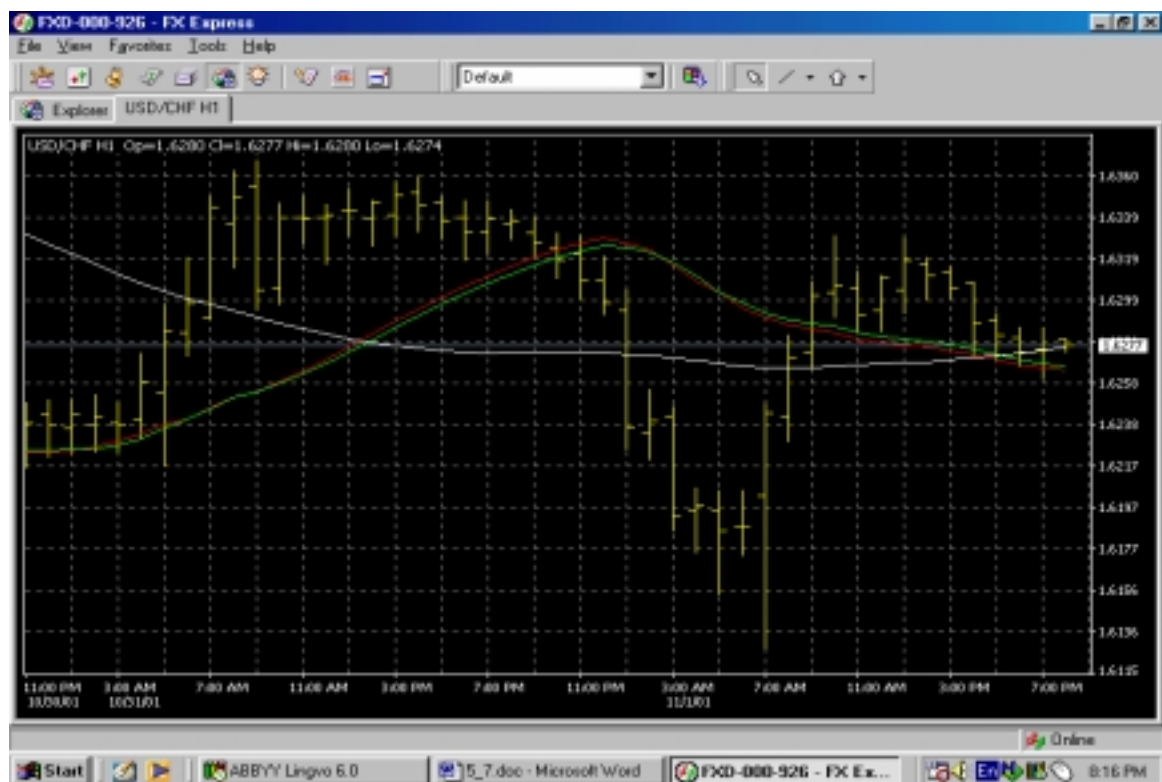 FXD-000-926 - FX Express
File View Favorites Tools Help
Default
Explorer USD/CHF H1
USD/CHF H1 Op=1.6280 Cl=1.6277 Hi=1.6280 Lo=1.6274
1.6360
1.6339
1.6319
1.6299
1.6277
1.6258
1.6238
1.6217
1.6197
1.6177
1.6156
1.6136
1.6115
11:00 PM 3:00 AM 7:00 AM 11:00 AM 3:00 PM 7:00 PM 11:00 PM 3:00 AM 7:00 AM 11:00 AM 3:00 PM 7:00 PM
10/30/01 10/31/01 11/1/01
Online
Start ABBYY Lingvo 6.0 5_7.doc - Microsoft Word FXD-000-926 - FX Ex... En 8:16 PM